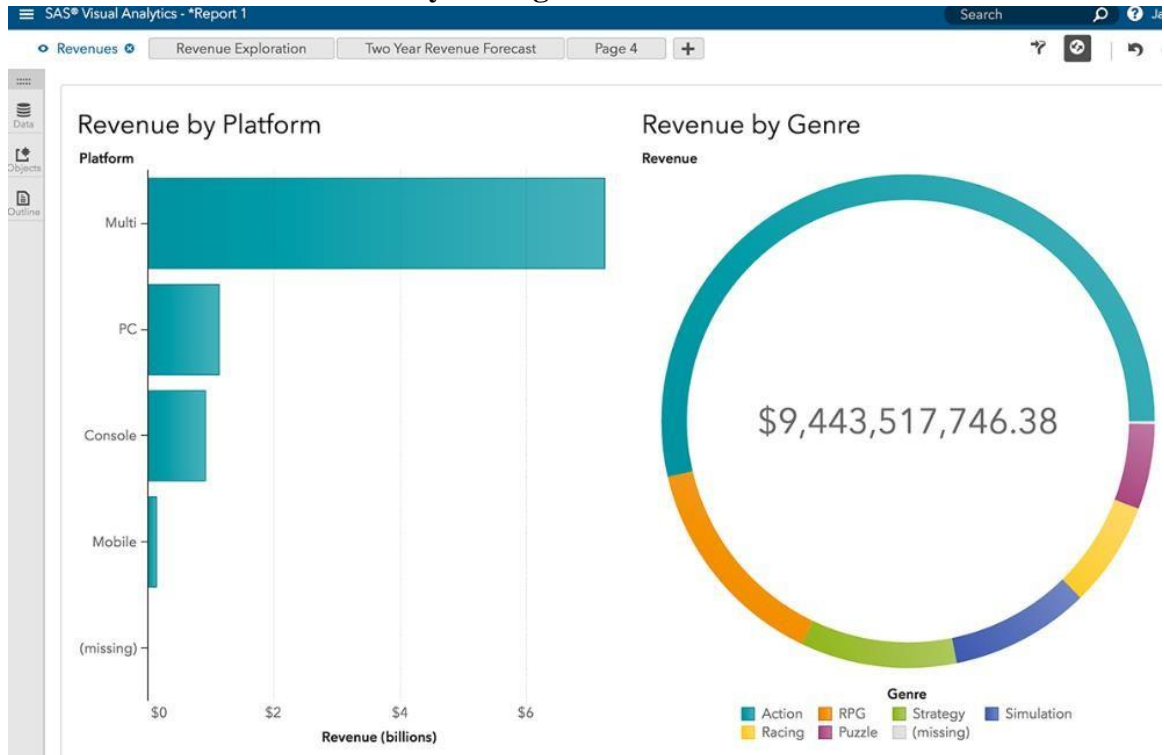 SAS® Visual Analytics - *Report 1
Search
?
Revenues
Revenue Exploration
Two Year Revenue Forecast
Page 4
+
Data
Objects
Outline
Revenue by Platform
Platform
Multi
PC
Console
Mobile
(missing)
$0 $2 $4 $6
Revenue (billions)
Revenue by Genre
Revenue
$9,443,517,746.38
Genre
Action RPG Strategy Simulation
Racing Puzzle (missing)